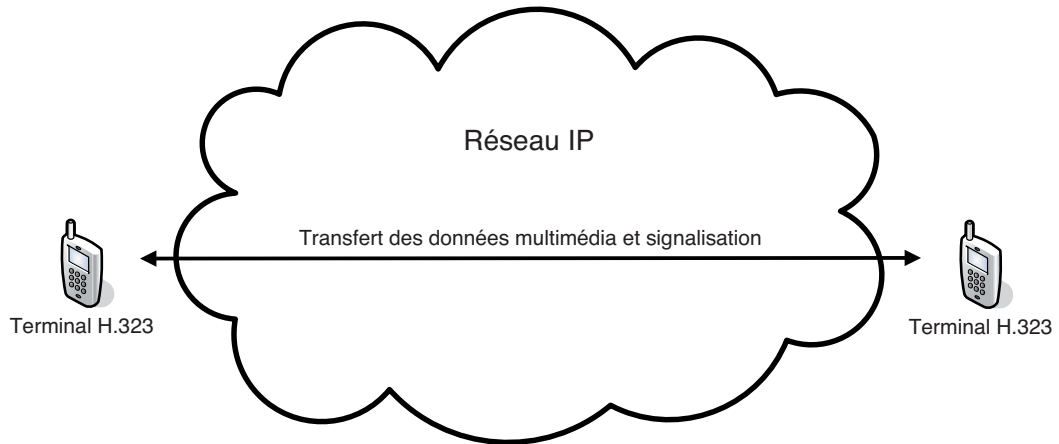 Réseau IP
Transfert des données multimédia et signalisation
Terminal H.323
Terminal H.323